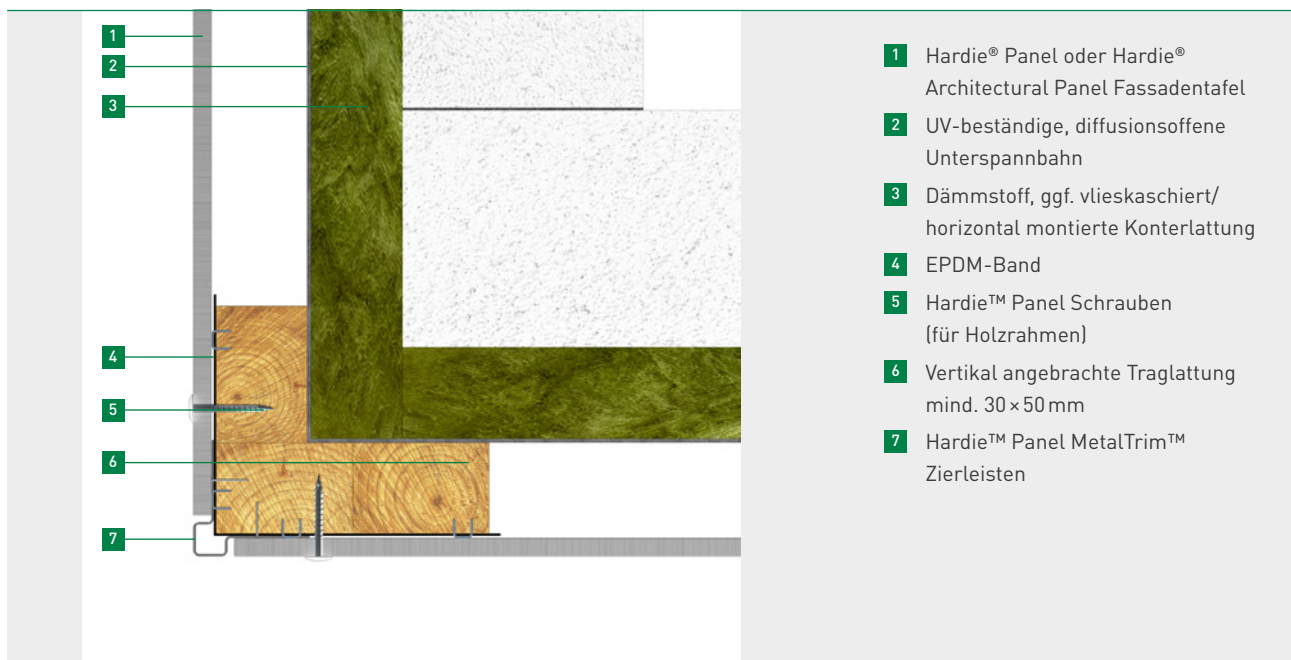 1
2
3
4
5
6
7
1 Hardie® Panel oder Hardie®
Architectural Panel Fassadentafel
2 UV-beständige, diffusionsoffene
Unterspannbahn
3 Dämmstoff, ggf. vlieskaschiert/
horizontal montierte Konterlattung
4 EPDM-Band
5 Hardie™ Panel Schrauben
(für Holzrahmen)
6 Vertikal angebrachte Traglattung
mind. 30 × 50 mm
7 Hardie™ Panel MetalTrim™
Zierleisten